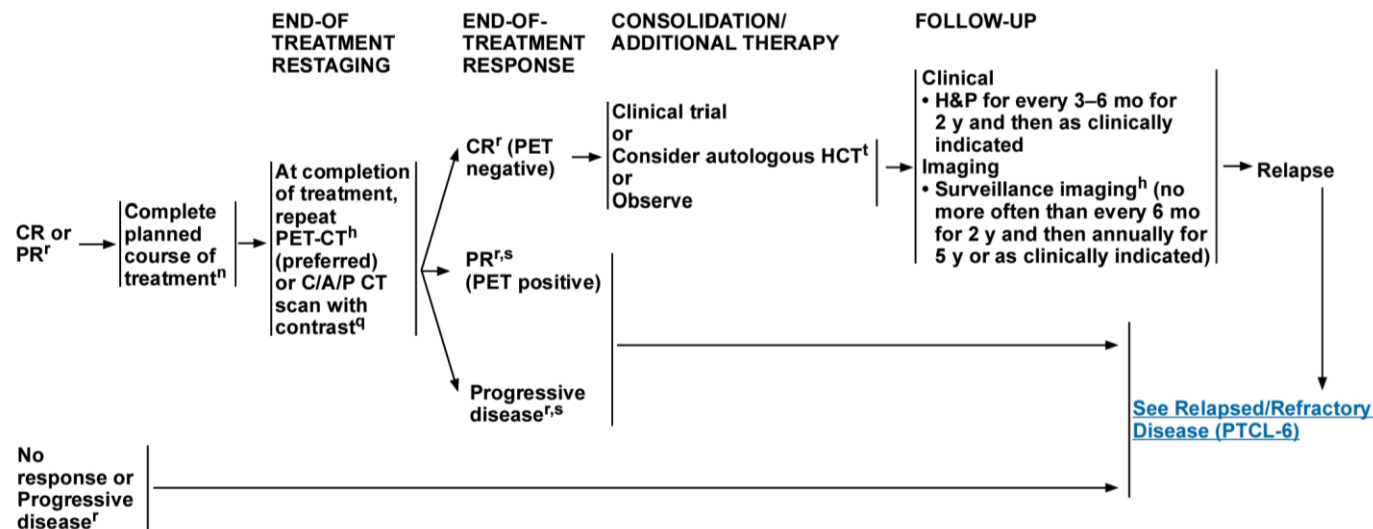 END-OF
TREATMENT
RESTAGING
END-OF-
TREATMENT
RESPONSE
CONSOLIDATION/
ADDITIONAL THERAPY
FOLLOW-UP
CR or
PRʳ
Complete
planned
course of
treatmentⁿ
At completion
of treatment,
repeat
PET-CTʰ
(preferred)
or C/A/P CT
scan with
contrast^q
CRʳ (PET
negative)
PRʳ,ˢ
(PET positive)
Progressive
diseaseʳ,ˢ
Clinical trial
or
Consider autologous HCTᵗ
or
Observe
Clinical
• H&P for every 3–6 mo for
2 y and then as clinically
indicated
Imaging
• Surveillance imagingʰ (no
more often than every 6 mo
for 2 y and then annually for
5 y or as clinically indicated)
Relapse
See Relapsed/Refractory
Disease (PTCL-6)
No
response or
Progressive
diseaseʳ